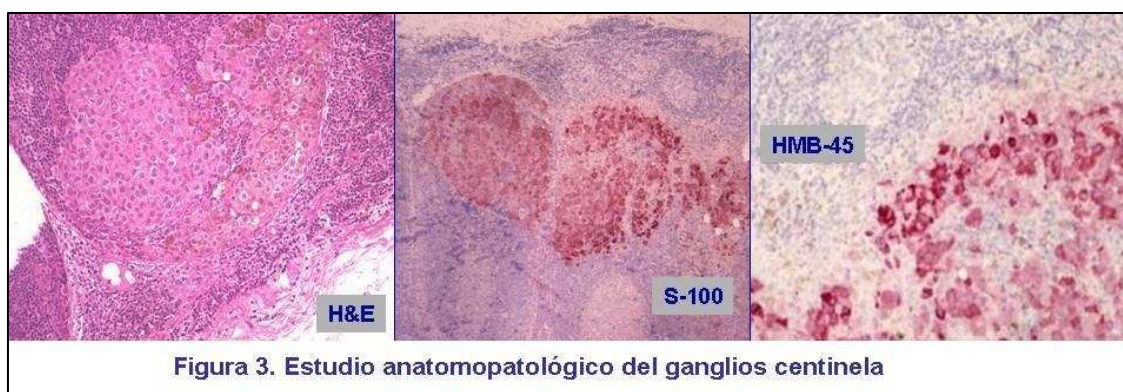 H&E
S-100
HMB-45
Figura 3. Estudio anatomopatológico del ganglios centinela